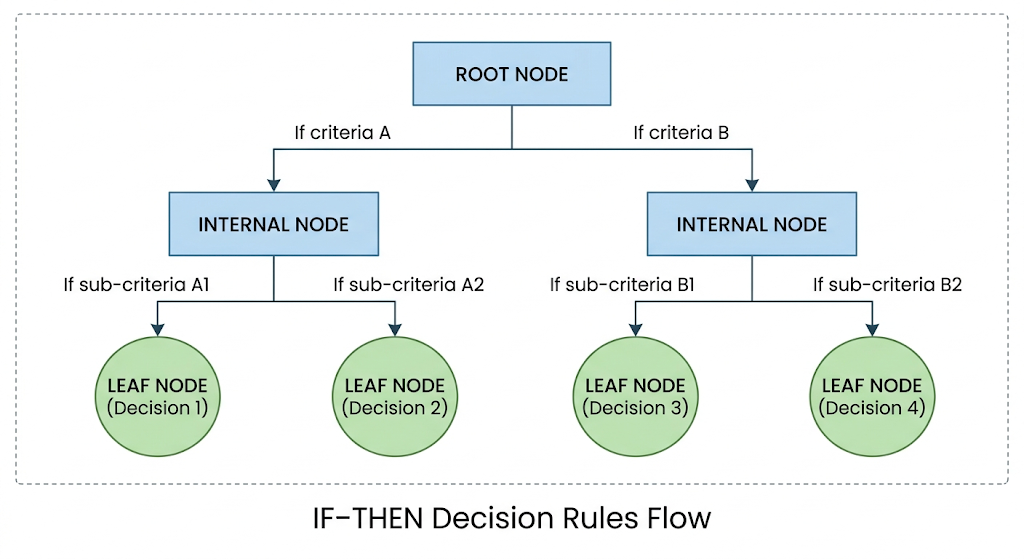 ROOT NODE
If criteria A
If criteria B
INTERNAL NODE
INTERNAL NODE
If sub-criteria A1
If sub-criteria A2
If sub-criteria B1
If sub-criteria B2
LEAF NODE
(Decision 1)
LEAF NODE
(Decision 2)
LEAF NODE
(Decision 3)
LEAF NODE
(Decision 4)
IF–THEN Decision Rules Flow